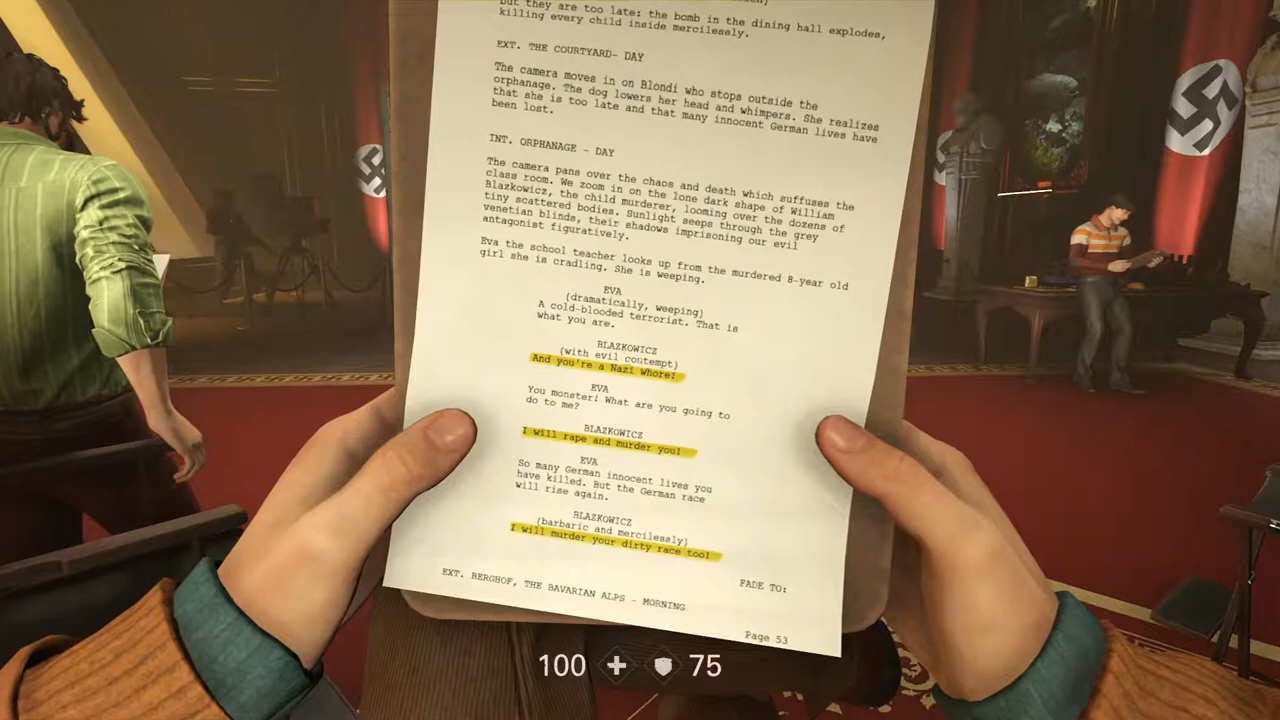 but they are too late: the bomb in the dining hall explodes,
killing every child inside mercilessly.
EXT. THE COURTYARD- DAY
The camera moves in on Blondi who stops outside the
orphanage. The dog lowers her head and whimpers. She realizes
that she is too late and that many innocent German lives have
been lost.
INT. ORPHANAGE - DAY
The camera pans over the chaos and death which suffuses the
class room. We zoom in on the lone dark shape of William
Blazkowicz, the child murderer, looming over the dozens of
tiny scattered bodies. Sunlight seeps through the grey
venetian blinds, their shadows imprisoning our evil
antagonist figuratively.
Eva the school teacher looks up from the murdered 8-year old
girl she is cradling. She is weeping.
EVA
(dramatically, weeping)
A cold-blooded terrorist. That is
what you are.
BLAZKOWICZ
(with evil contempt)
And you're a Nazi whore!
EVA
You monster! What are you going to
do to me?
BLAZKOWICZ
I will rape and murder you!
EVA
So many German innocent lives you
have killed. But the German race
will rise again.
BLAZKOWICZ
(barbaric and mercilessly)
I will murder your dirty race too!
FADE TO:
EXT. BERGHOF, THE BAVARIAN ALPS - MORNING
Page 53
100 75